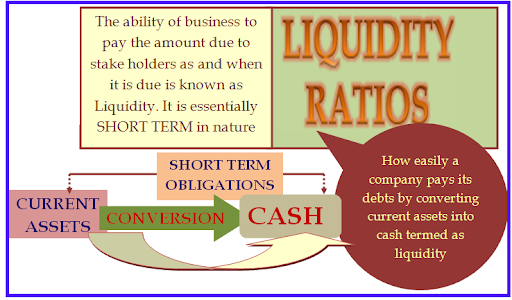 The ability of business to
pay the amount due to
stake holders as and when
it is due is known as
Liquidity. It is essentially
SHORT TERM in nature
LIQUIDITY
RATIOS
SHORT TERM
OBLIGATIONS
CURRENT
ASSETS
CONVERSION
CASH
How easily a
company pays its
debts by converting
current assets into
cash termed as
liquidity